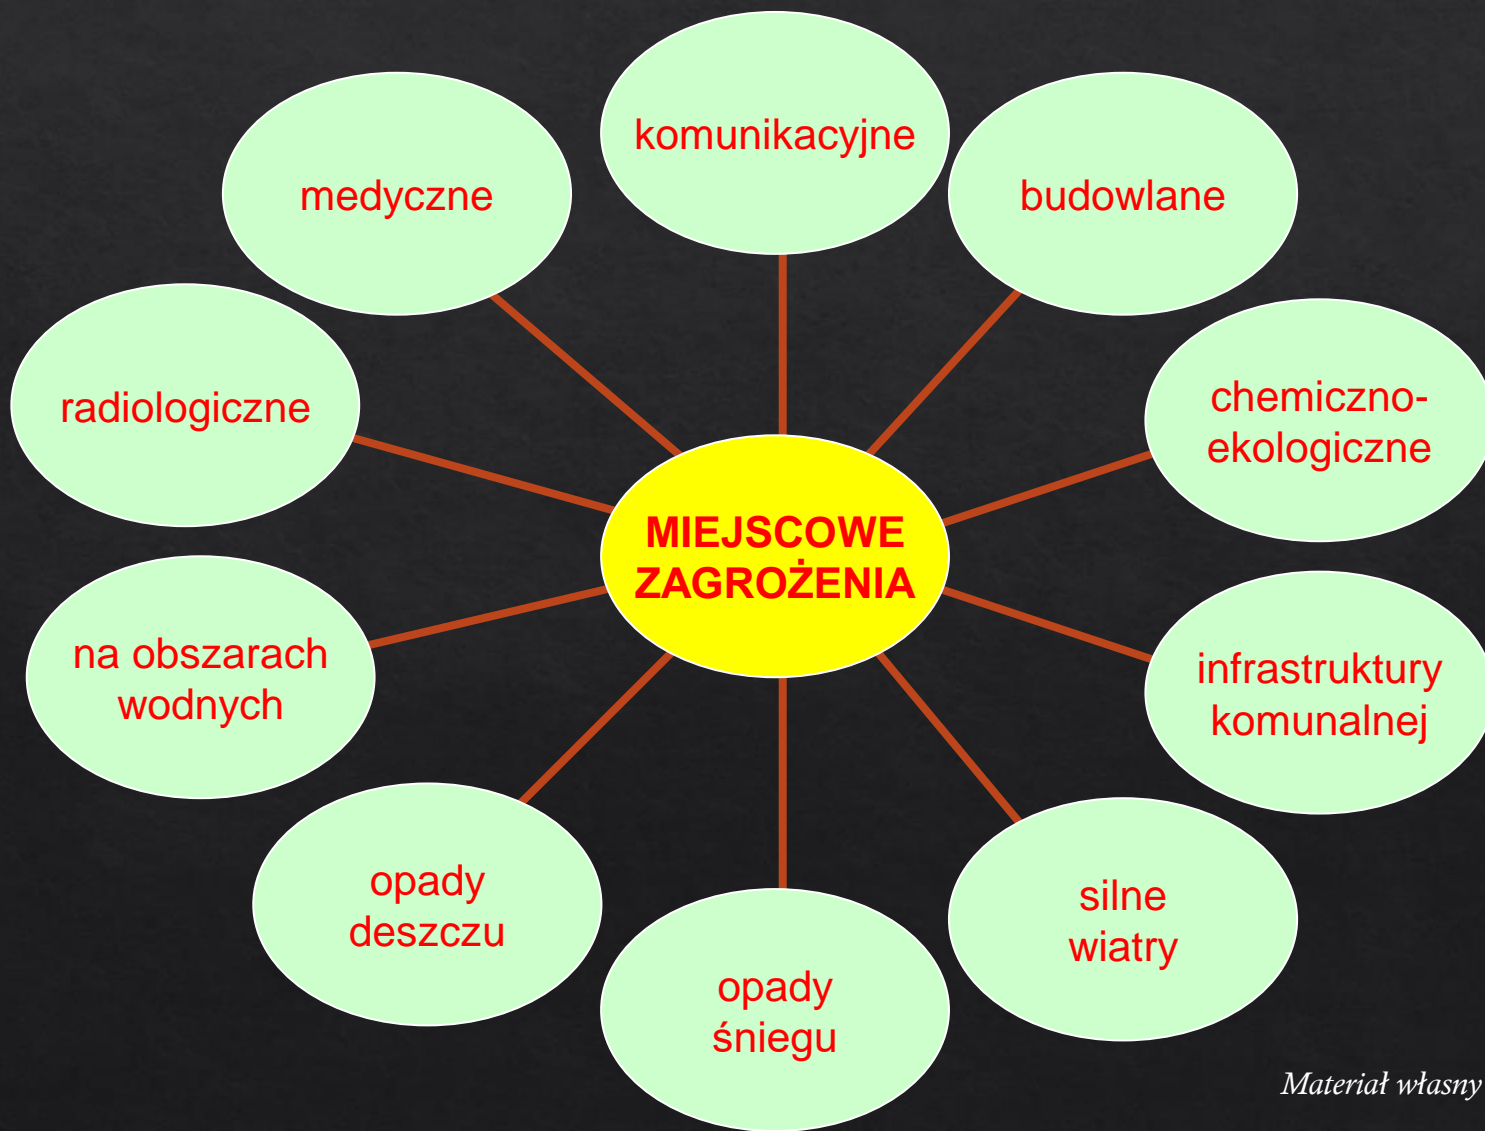 komunikacyjne
medyczne
budowlane
radiologiczne
chemiczno-
ekologiczne
MIEJSCOWE
ZAGROŻENIA
na obszarach
wodnych
infrastruktury
komunalnej
opady
deszczu
silne
wiatry
opady
śniegu
Materiał własny